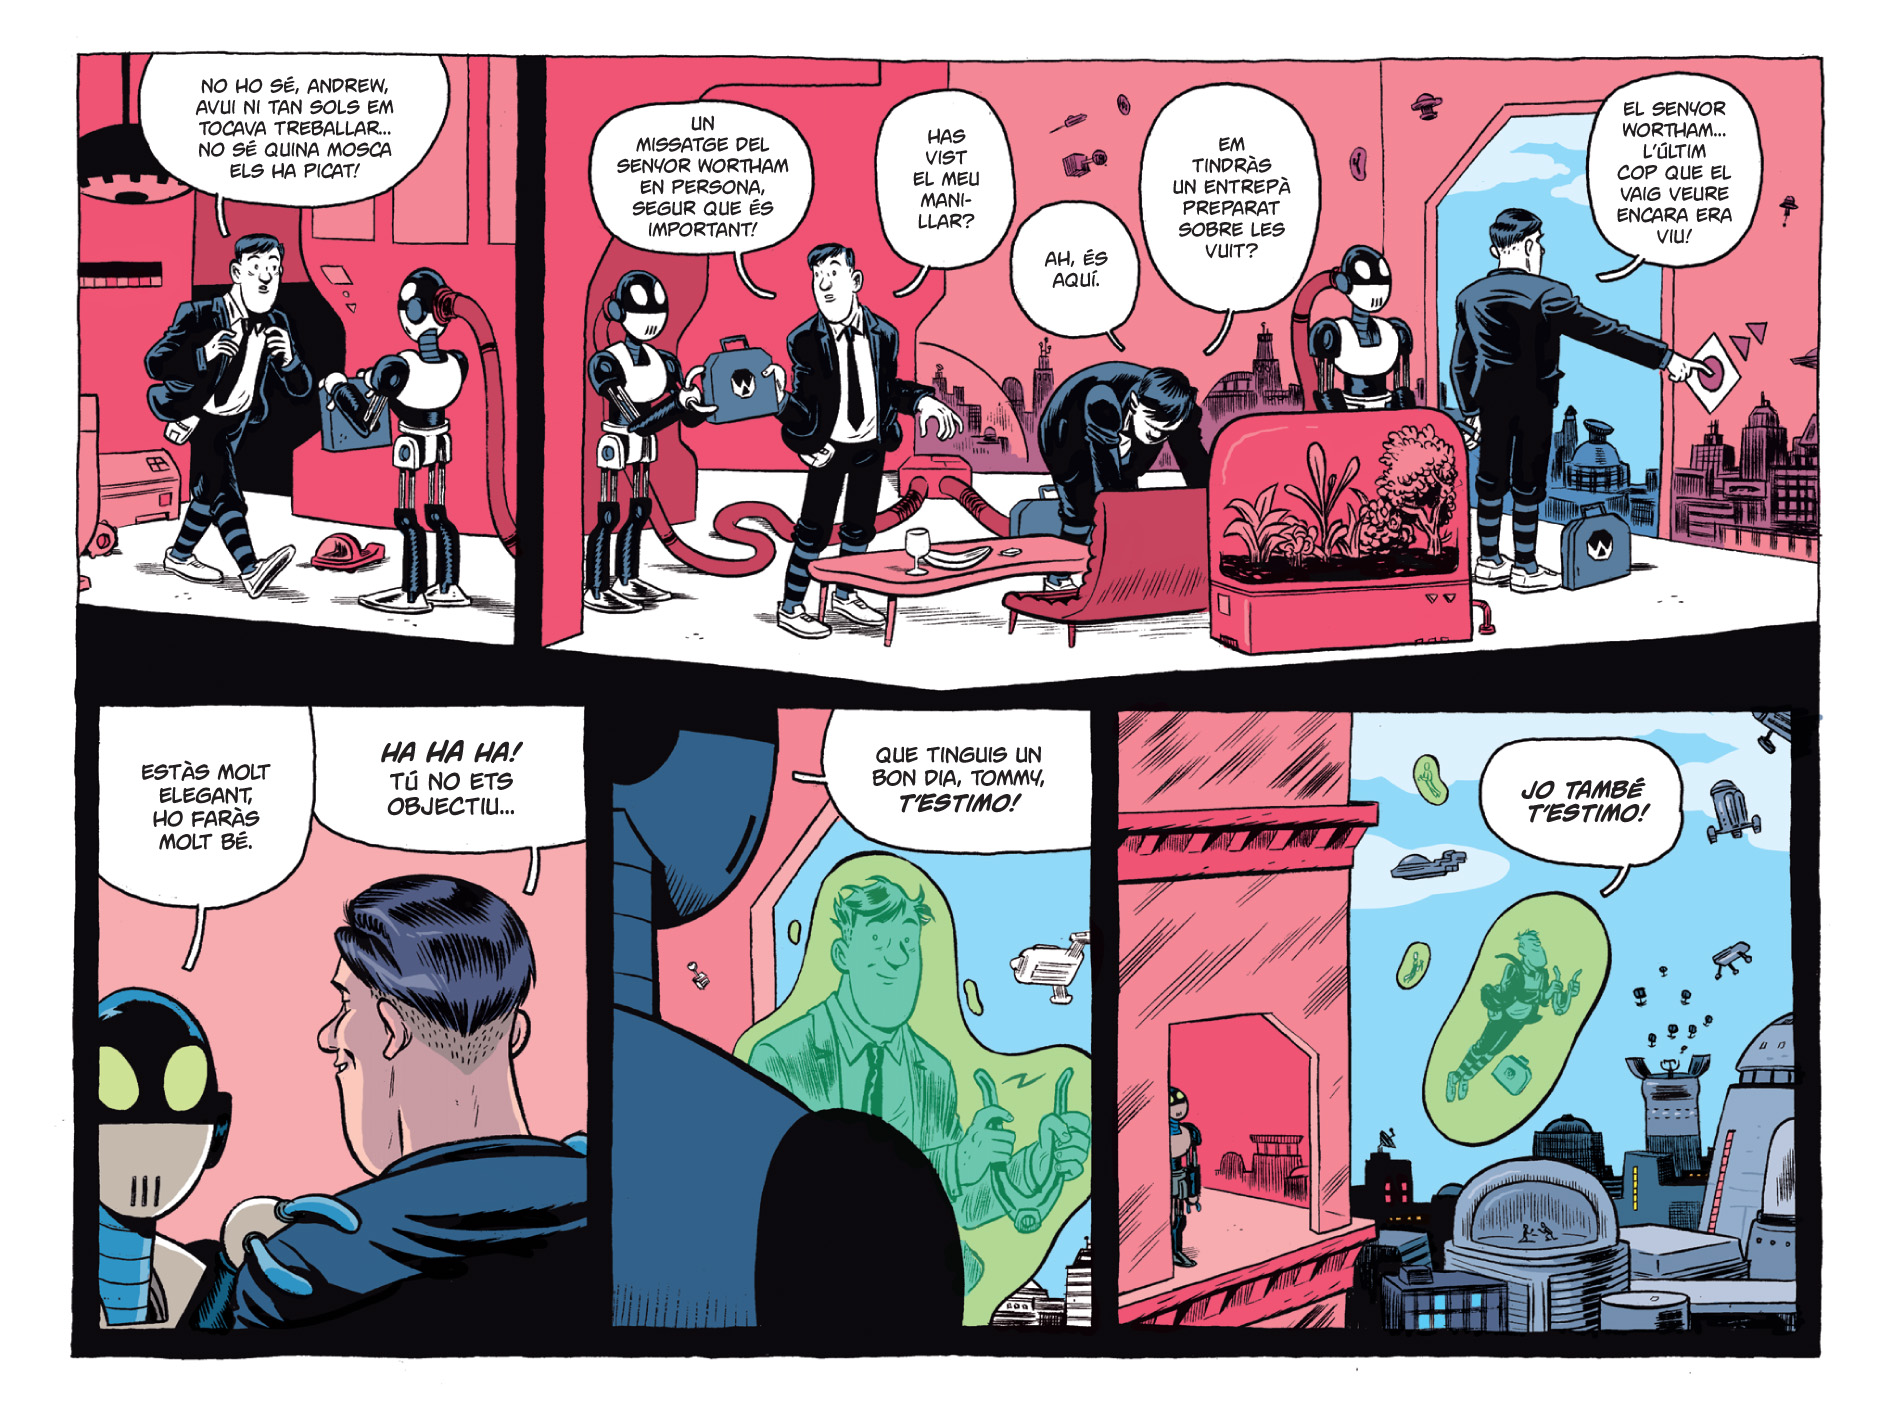 NO HO SÉ, ANDREW,
AVUI NI TAN SOLS EM
TOCAVA TREBALLAR...
NO SÉ QUINA MOSCA
ELS HA PICAT!
UN
MISSATGE DEL
SENYOR WORTHAM
EN PERSONA,
SEGUR QUE ÉS
IMPORTANT!
HAS
VIST
EL MEU
MANI-
LLAR?
AH, ÉS
AQUÍ.
EM
TINDRÀS
UN ENTREPÀ
PREPARAT
SOBRE LES
VUIT?
EL SENYOR
WORTHAM...
L'ÚLTIM
COP QUE EL
VAIG VEURE
ENCARA ERA
VIU!
W
W
ESTÀS MOLT
ELEGANT,
HO FARÀS
MOLT BÉ.
HA HA HA!
TÚ NO ETS
OBJECTIU...
QUE TINGUIS UN
BON DIA, TOMMY,
T'ESTIMO!
JO TAMBÉ
T'ESTIMO!